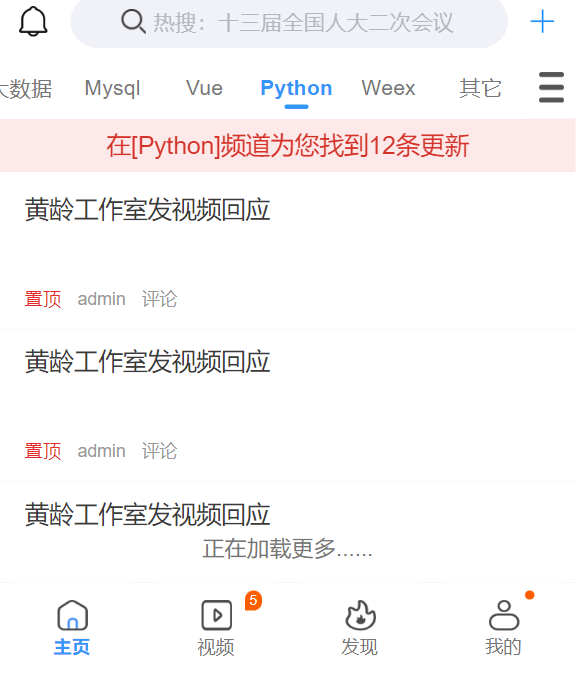 热搜：十三届全国人大二次会议
大数据 Mysql Vue Python Weex 其它
在[Python]频道为您找到12条更新
黄龄工作室发视频回应
置顶 admin 评论
黄龄工作室发视频回应
置顶 admin 评论
黄龄工作室发视频回应
正在加载更多......
5
主页 视频 发现 我的